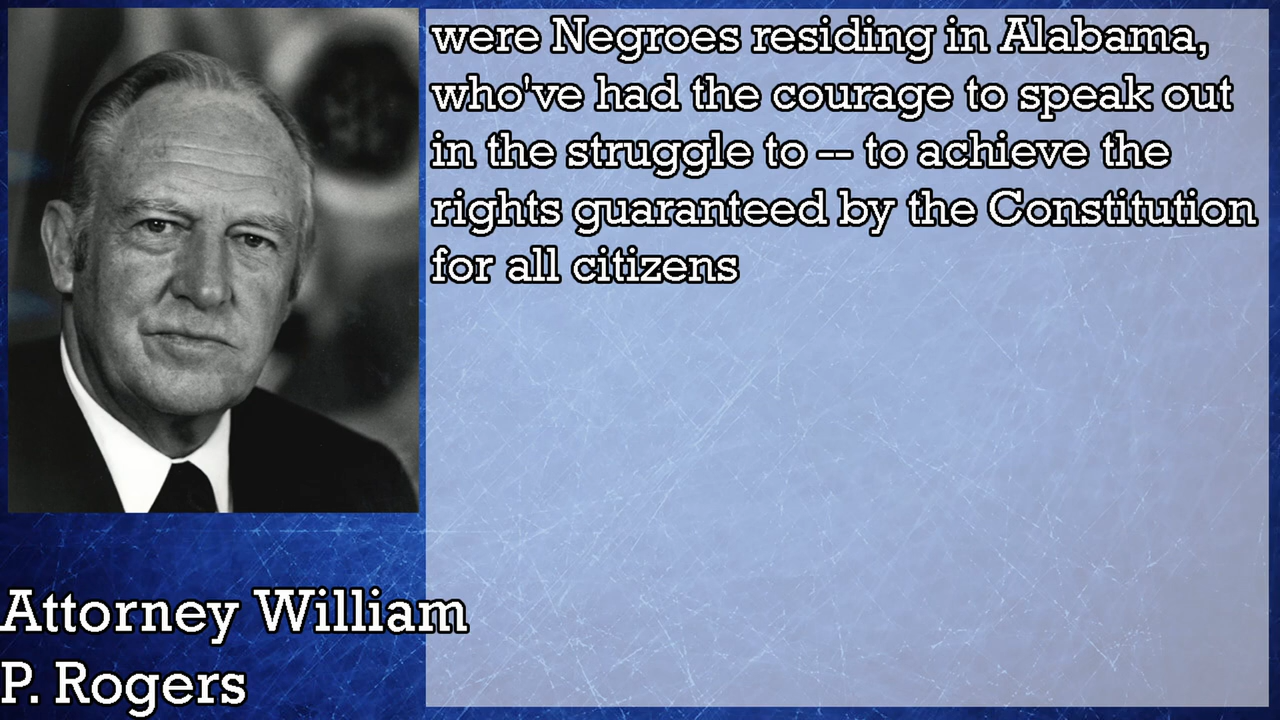 were Negroes residing in Alabama,
who've had the courage to speak out
in the struggle to -- to achieve the
rights guaranteed by the Constitution
for all citizens
Attorney William
P. Rogers